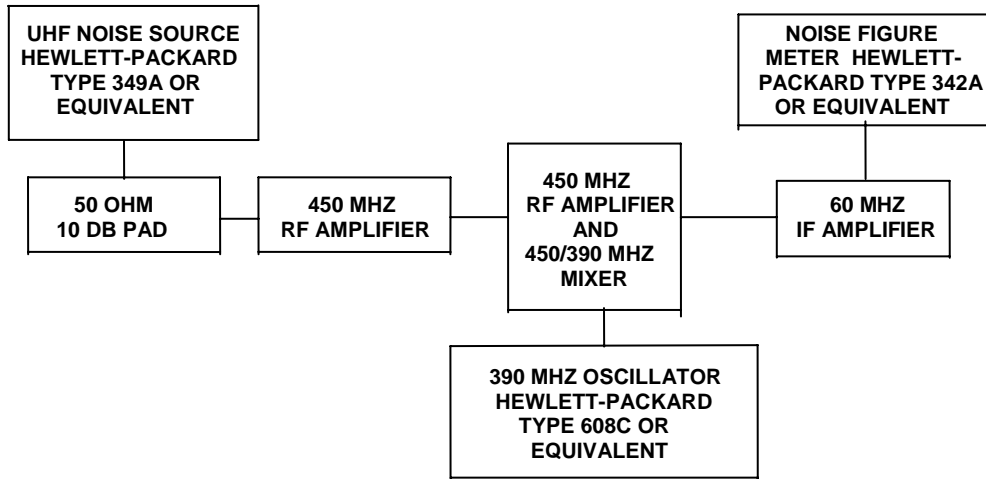 UHF NOISE SOURCE
HEWLETT-PACKARD
TYPE 349A OR
EQUIVALENT
NOISE FIGURE
METER HEWLETT-
PACKARD TYPE 342A
OR EQUIVALENT
50 OHM
10 DB PAD
450 MHZ
RF AMPLIFIER
450 MHZ
RF AMPLIFIER
AND
450/390 MHZ
MIXER
60 MHZ
IF AMPLIFIER
390 MHZ OSCILLATOR
HEWLETT-PACKARD
TYPE 608C OR
EQUIVALENT